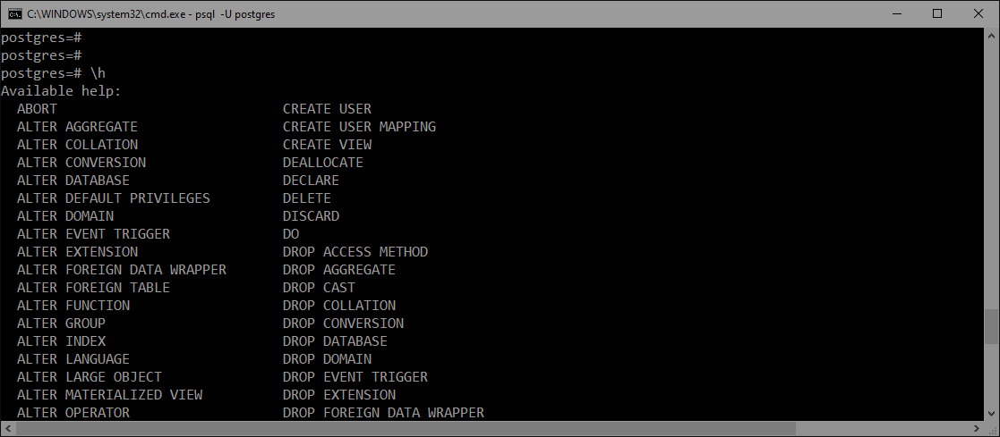 C:\WINDOWS\system32\cmd.exe - psql  -U postgres
postgres=#
postgres=#
postgres=# \h
Available help:
  ABORT                            CREATE USER
  ALTER AGGREGATE                  CREATE USER MAPPING
  ALTER COLLATION                  CREATE VIEW
  ALTER CONVERSION                 DEALLOCATE
  ALTER DATABASE                   DECLARE
  ALTER DEFAULT PRIVILEGES         DELETE
  ALTER DOMAIN                     DISCARD
  ALTER EVENT TRIGGER              DO
  ALTER EXTENSION                  DROP ACCESS METHOD
  ALTER FOREIGN DATA WRAPPER       DROP AGGREGATE
  ALTER FOREIGN TABLE              DROP CAST
  ALTER FUNCTION                   DROP COLLATION
  ALTER GROUP                      DROP CONVERSION
  ALTER INDEX                      DROP DATABASE
  ALTER LANGUAGE                   DROP DOMAIN
  ALTER LARGE OBJECT               DROP EVENT TRIGGER
  ALTER MATERIALIZED VIEW          DROP EXTENSION
  ALTER OPERATOR                   DROP FOREIGN DATA WRAPPER